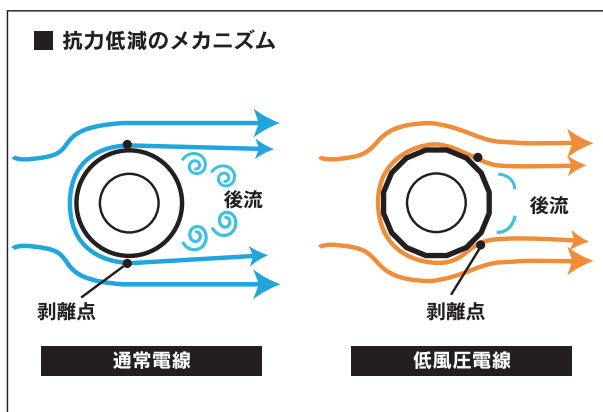 ■ 抗力低減のメカニズム
後流
剥離点
通常電線
後流
剥離点
低風圧電線